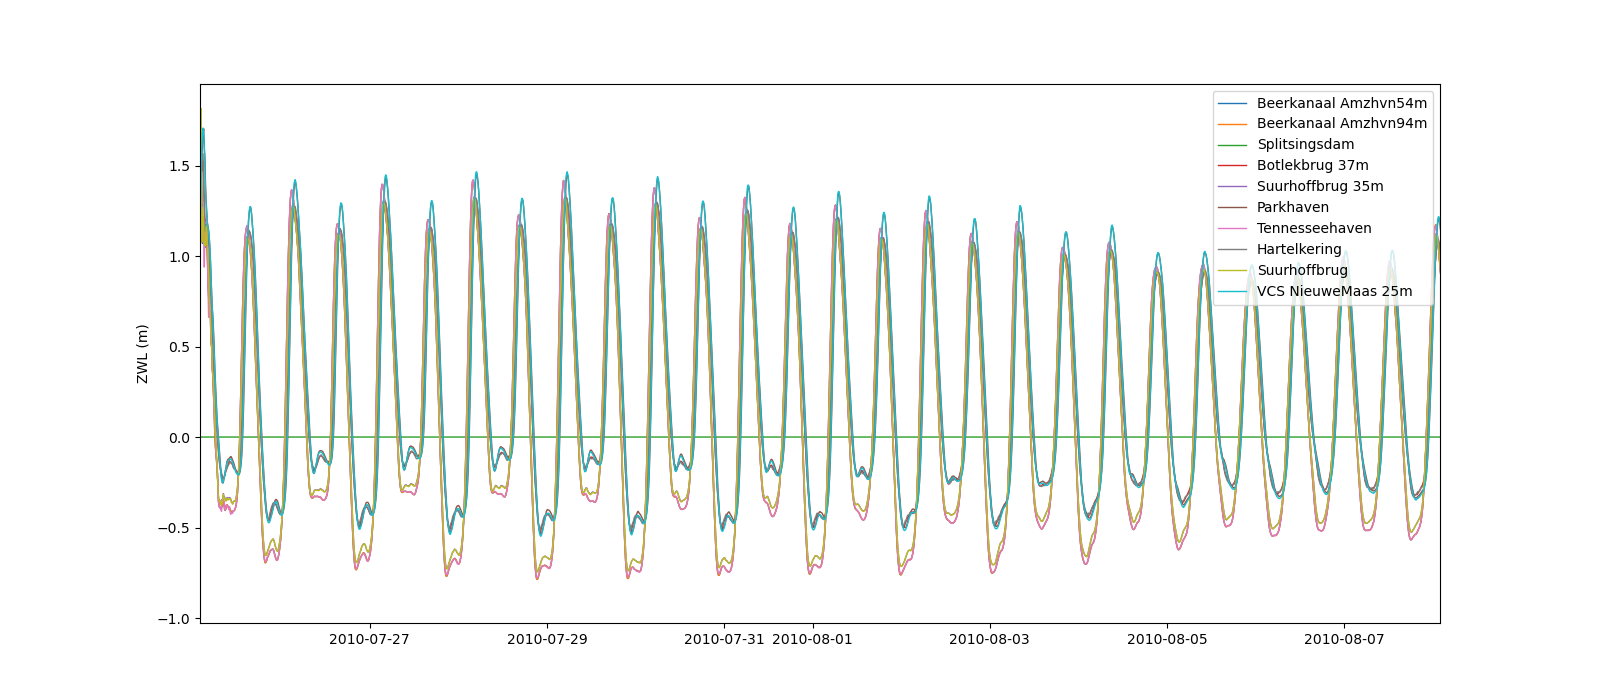 ZWL (m)
1.5
1.0
0.5
0.0
−0.5
−1.0
2010-07-27
2010-07-29
2010-07-31
2010-08-01
2010-08-03
2010-08-05
2010-08-07
Beerkanaal Amzhvn54m
Beerkanaal Amzhvn94m
Splitsingsdam
Botlekbrug 37m
Suurhoffbrug 35m
Parkhaven
Tennesseehaven
Hartelkering
Suurhoffbrug
VCS NieuweMaas 25m